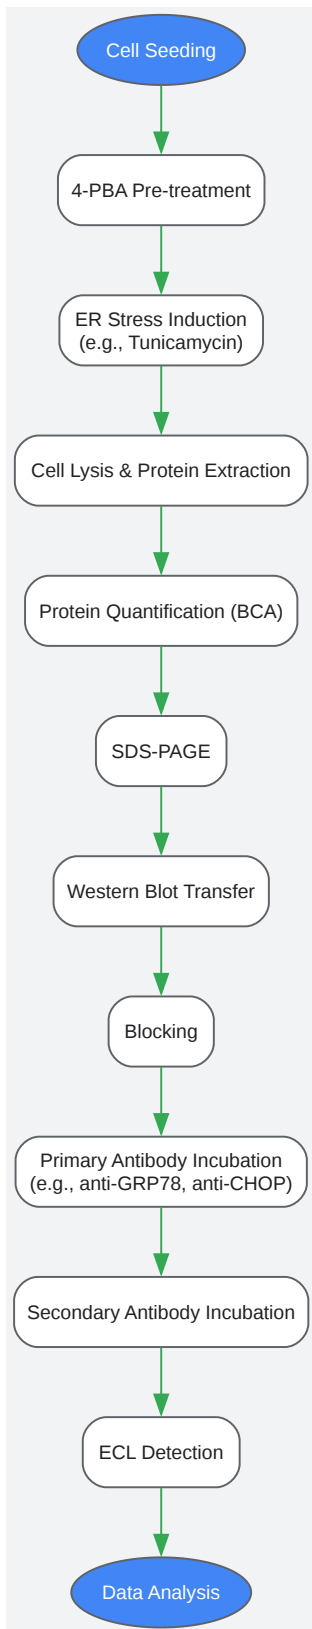 Cell Seeding
4-PBA Pre-treatment
ER Stress Induction
(e.g., Tunicamycin)
Cell Lysis & Protein Extraction
Protein Quantification (BCA)
SDS-PAGE
Western Blot Transfer
Blocking
Primary Antibody Incubation
(e.g., anti-GRP78, anti-CHOP)
Secondary Antibody Incubation
ECL Detection
Data Analysis